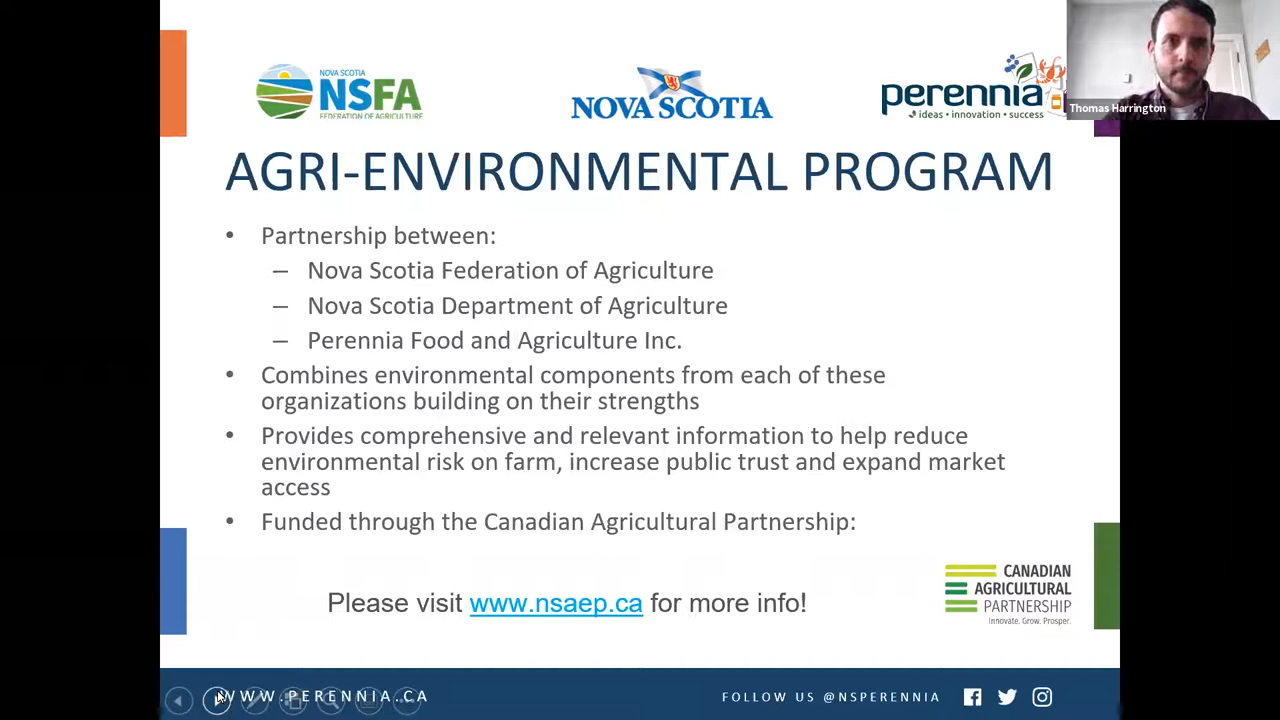 NOVA SCOTIA
NSFA
FEDERATION OF AGRICULTURE
NOVA SCOTIA
perennia
ideas • innovation • success
Thomas Harrington
AGRI-ENVIRONMENTAL PROGRAM
• Partnership between:
– Nova Scotia Federation of Agriculture
– Nova Scotia Department of Agriculture
– Perennia Food and Agriculture Inc.
• Combines environmental components from each of these
organizations building on their strengths
• Provides comprehensive and relevant information to help reduce
environmental risk on farm, increase public trust and expand market
access
• Funded through the Canadian Agricultural Partnership:
CANADIAN
AGRICULTURAL
PARTNERSHIP
Innovate. Grow. Prosper.
Please visit www.nsaep.ca for more info!
WWW.PERENNIA.CA
FOLLOW US @NSPERENNIA